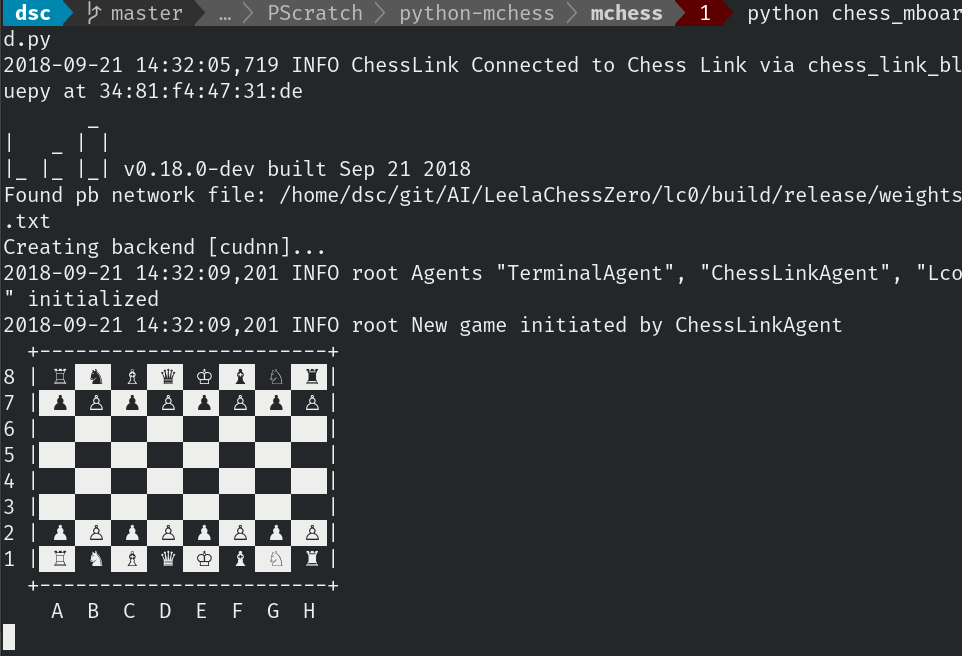 dsc master … PScratch python-mchess mchess 1 python chess_mboar
d.py
2018-09-21 14:32:05,719 INFO ChessLink Connected to Chess Link via chess_link_bl
uepy at 34:81:f4:47:31:de
       _
|   _ | |
|_ |_ |_| v0.18.0-dev built Sep 21 2018
Found pb network file: /home/dsc/git/AI/LeelaChessZero/lc0/build/release/weights
.txt
Creating backend [cudnn]...
2018-09-21 14:32:09,201 INFO root Agents "TerminalAgent", "ChessLinkAgent", "Lco
" initialized
2018-09-21 14:32:09,201 INFO root New game initiated by ChessLinkAgent
  +------------------------+
8 | ♖ ♞ ♗ ♛ ♔ ♝ ♘ ♜ |
7 | ♟ ♙ ♟ ♙ ♟ ♙ ♟ ♙ |
6 |                        |
5 |                        |
4 |                        |
3 |                        |
2 | ♟ ♙ ♟ ♙ ♟ ♙ ♟ ♙ |
1 | ♖ ♞ ♗ ♛ ♔ ♝ ♘ ♜ |
  +------------------------+
    A  B  C  D  E  F  G  H